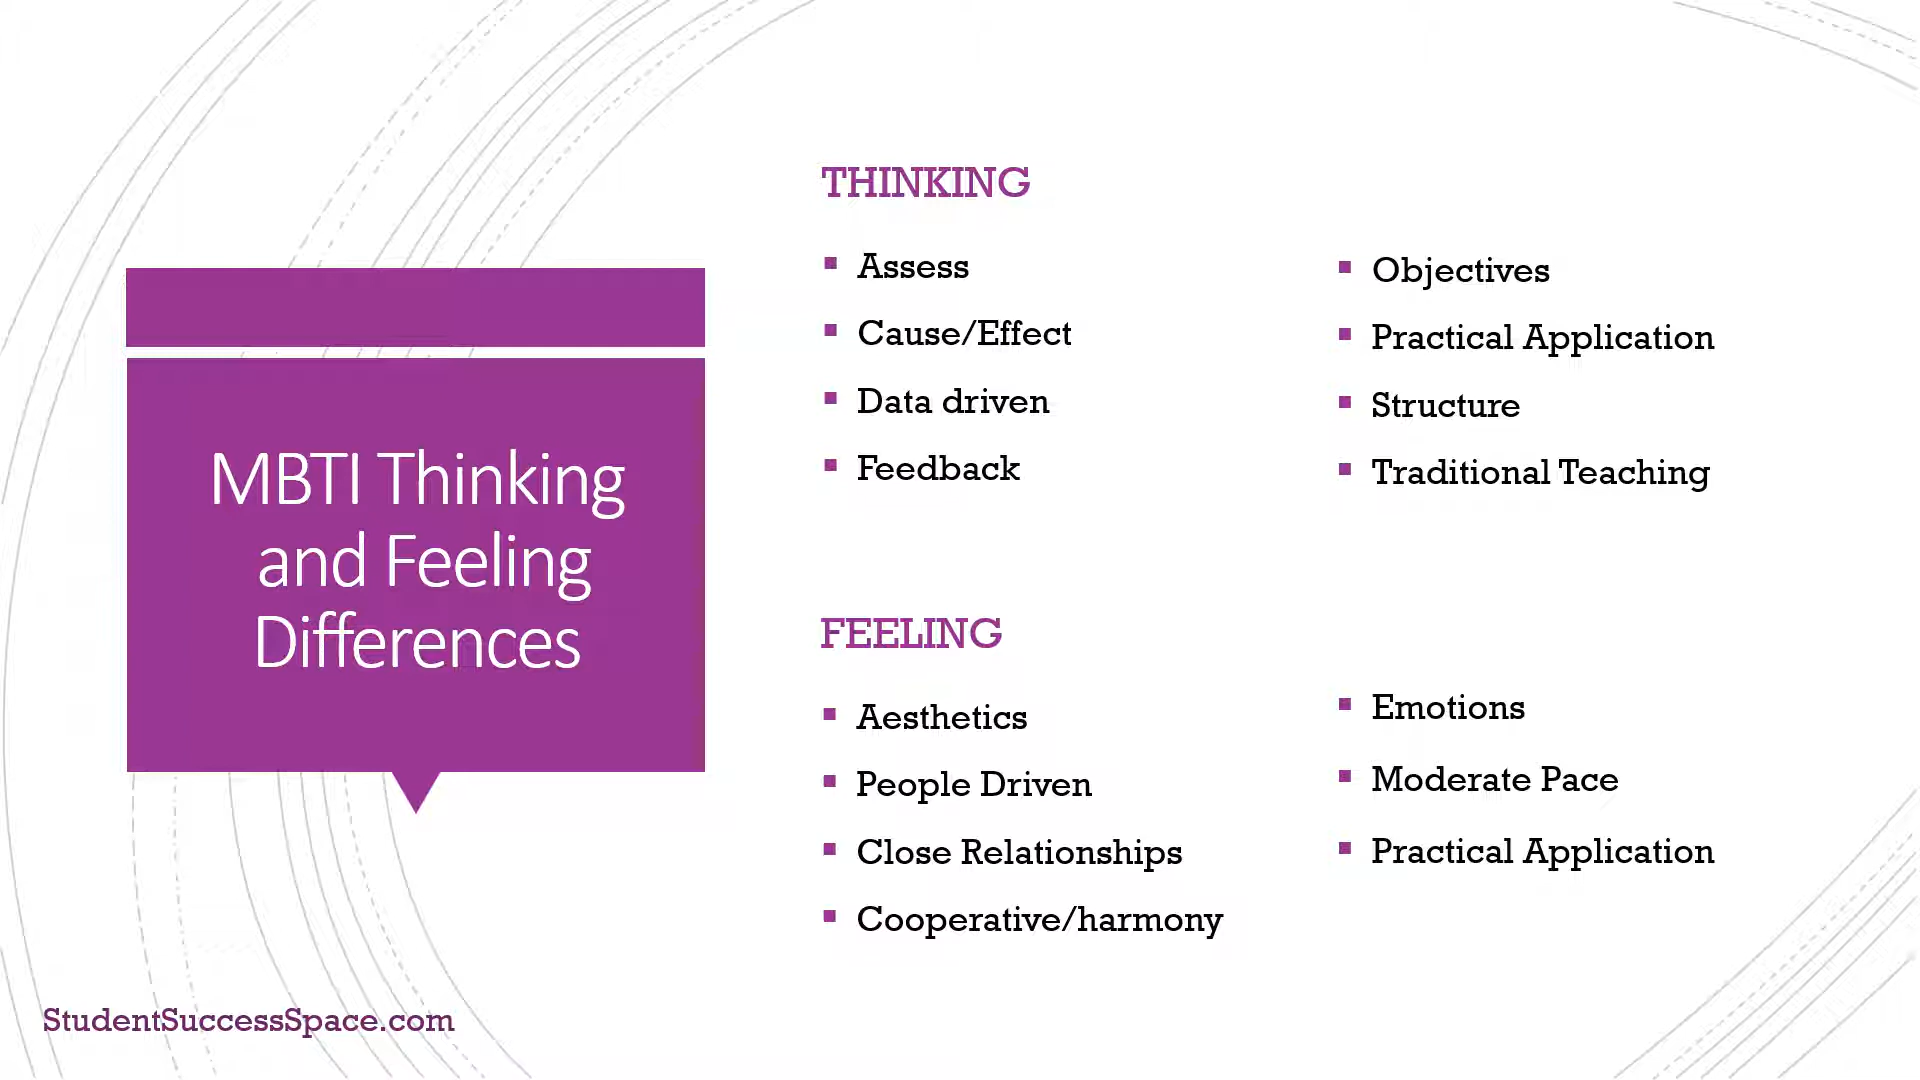 MBTI Thinking
and Feeling
Differences
THINKING
Assess
Cause/Effect
Data driven
Feedback
Objectives
Practical Application
Structure
Traditional Teaching
FEELING
Aesthetics
People Driven
Close Relationships
Cooperative/harmony
Emotions
Moderate Pace
Practical Application
StudentSuccessSpace.com